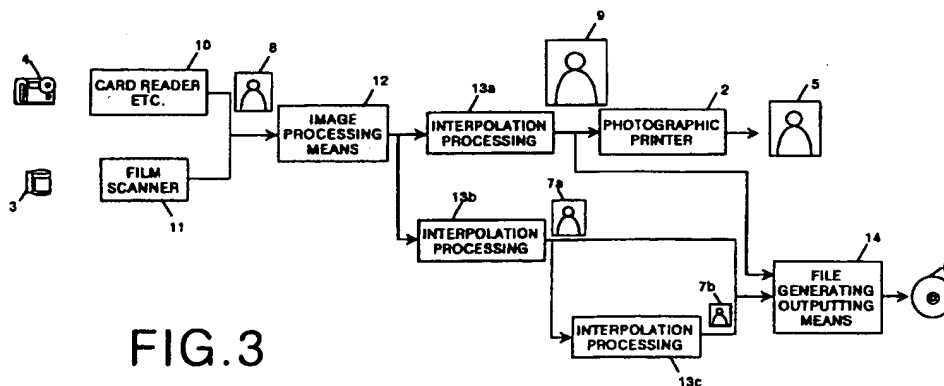 9
4
10
8
12
13a
2
5
CARD READER
ETC.
IMAGE
PROCESSING
MEANS
INTERPOLATION
PROCESSING
PHOTOGRAPHIC
PRINTER
3
FILM
SCANNER
11
13b
7a
INTERPOLATION
PROCESSING
14
7b
FILE
GENERATING
OUTPUTTING
MEANS
INTERPOLATION
PROCESSING
13c
FIG.3